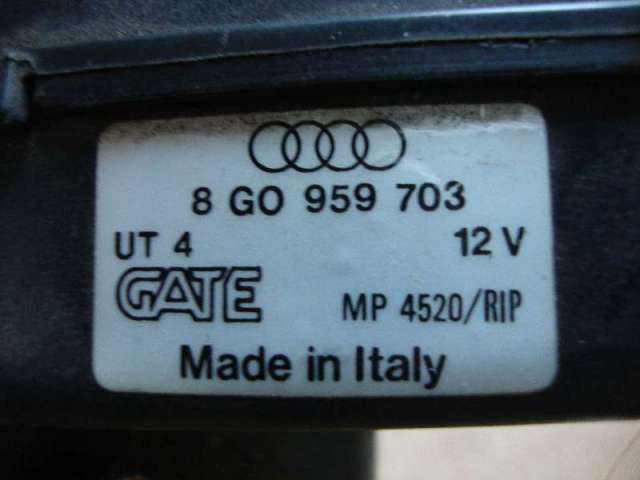 8 GO 959 703
UT 4 12 V
GATE MP 4520/RIP
Made in Italy